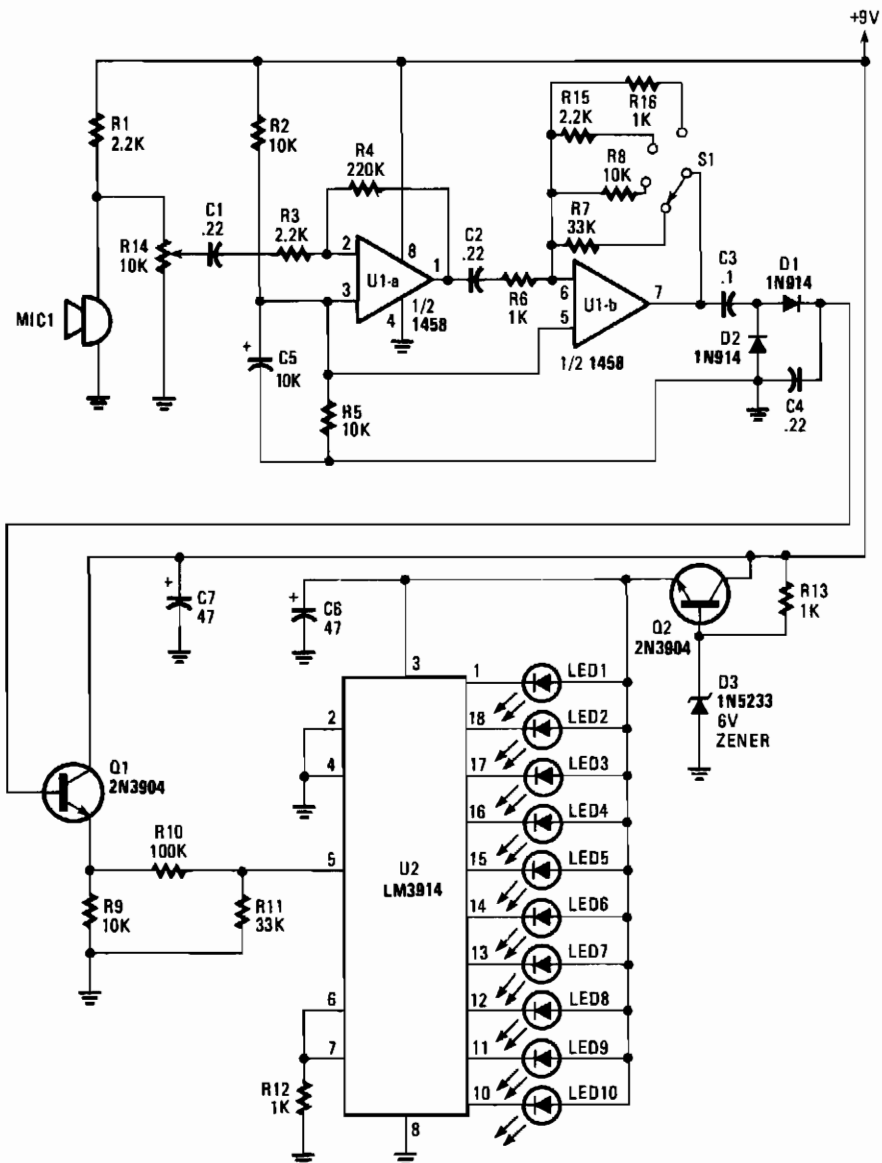 +9V
R1
2.2K
R2
10K
R4
220K
R15
2.2K
R16
1K
R8
10K
S1
R7
33K
C1
.22
R3
2.2K
R14
10K
2
8
1
U1-a
3
4
1/2
1458
C2
.22
R6
1K
6
7
U1-b
5
1/2 1458
C3
.1
D1
1N914
D2
1N914
C4
.22
MIC1
+
C5
10K
R5
10K
+
C7
47
+
C6
47
Q2
2N3904
R13
1K
D3
1N5233
6V
ZENER
Q1
2N3904
R10
100K
R9
10K
R11
33K
R12
1K
3
2
4
5
6
7
8
U2
LM3914
1
LED1
18
LED2
17
LED3
16
LED4
15
LED5
14
LED6
13
LED7
12
LED8
11
LED9
10
LED10